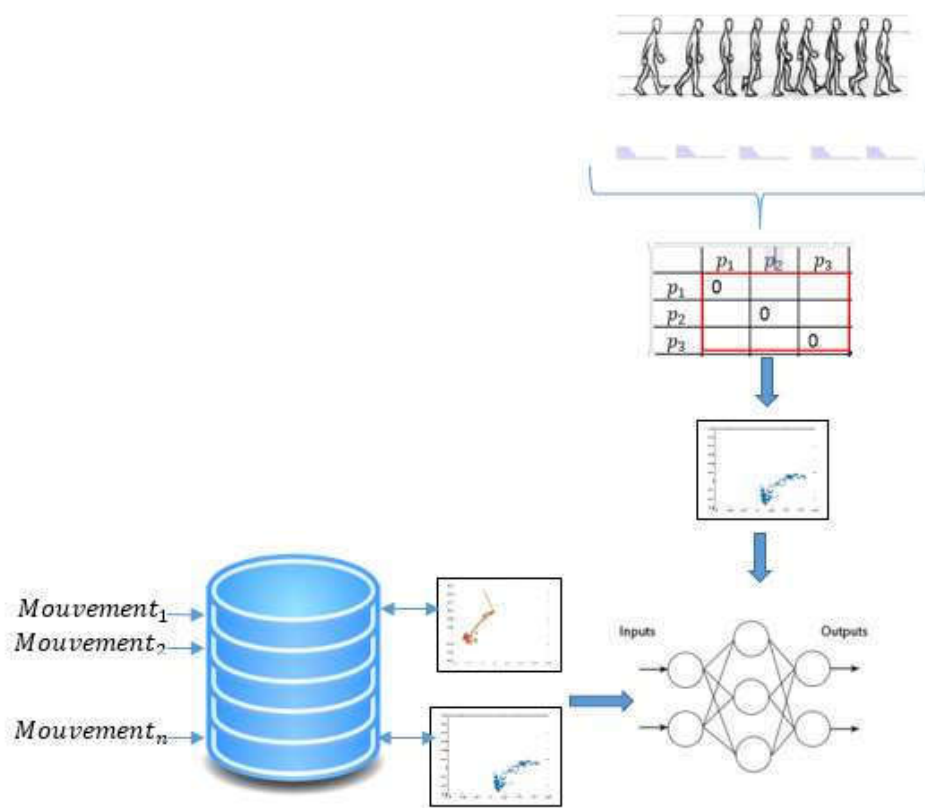 p₁ p₂ p₃
p₁ 0
p₂ 0
p₃ 0
Mouvement₁
Mouvement₂
Mouvementₙ
Inputs Outputs